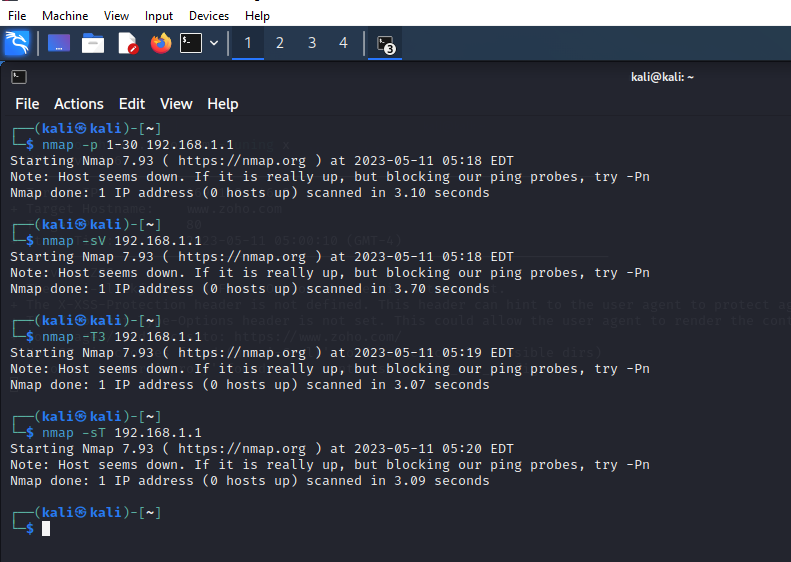 File Machine View Input Devices Help
1 2 3 4 3
kali@kali: ~
File Actions Edit View Help
┌──(kali㉿kali)-[~]
└─$ nmap -p 1-30 192.168.1.1
Starting Nmap 7.93 ( https://nmap.org ) at 2023-05-11 05:18 EDT
Note: Host seems down. If it is really up, but blocking our ping probes, try -Pn
Nmap done: 1 IP address (0 hosts up) scanned in 3.10 seconds
┌──(kali㉿kali)-[~]
└─$ nmap -sV 192.168.1.1
Starting Nmap 7.93 ( https://nmap.org ) at 2023-05-11 05:18 EDT
Note: Host seems down. If it is really up, but blocking our ping probes, try -Pn
Nmap done: 1 IP address (0 hosts up) scanned in 3.70 seconds
┌──(kali㉿kali)-[~]
└─$ nmap -T3 192.168.1.1
Starting Nmap 7.93 ( https://nmap.org ) at 2023-05-11 05:19 EDT
Note: Host seems down. If it is really up, but blocking our ping probes, try -Pn
Nmap done: 1 IP address (0 hosts up) scanned in 3.07 seconds
┌──(kali㉿kali)-[~]
└─$ nmap -sT 192.168.1.1
Starting Nmap 7.93 ( https://nmap.org ) at 2023-05-11 05:20 EDT
Note: Host seems down. If it is really up, but blocking our ping probes, try -Pn
Nmap done: 1 IP address (0 hosts up) scanned in 3.09 seconds
┌──(kali㉿kali)-[~]
└─$